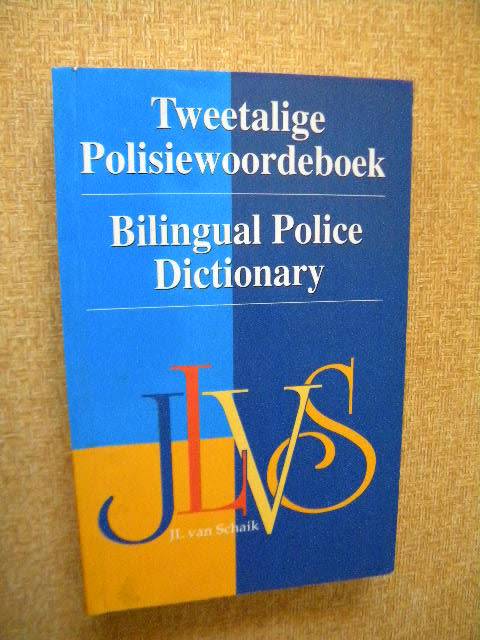 Tweetalige
Polisiewoordeboek
Bilingual Police
Dictionary
JLVS
JL van Schaik